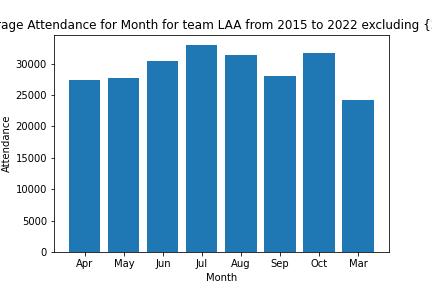 rage Attendance for Month for team LAA from 2015 to 2022 excluding {
Attendance
30000
25000
20000
15000
10000
5000
0
Apr May Jun Jul Aug Sep Oct Mar
Month